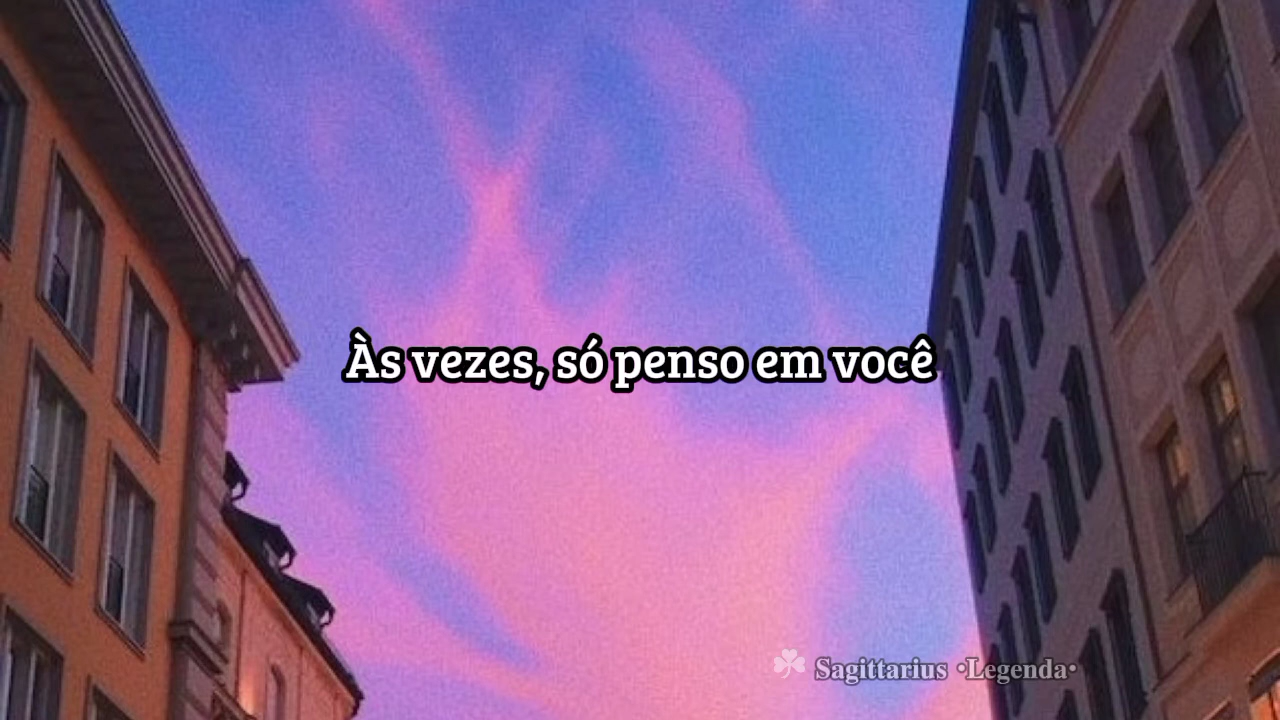 Às vezes, só penso em você
☘ Sagittarius •Legenda•